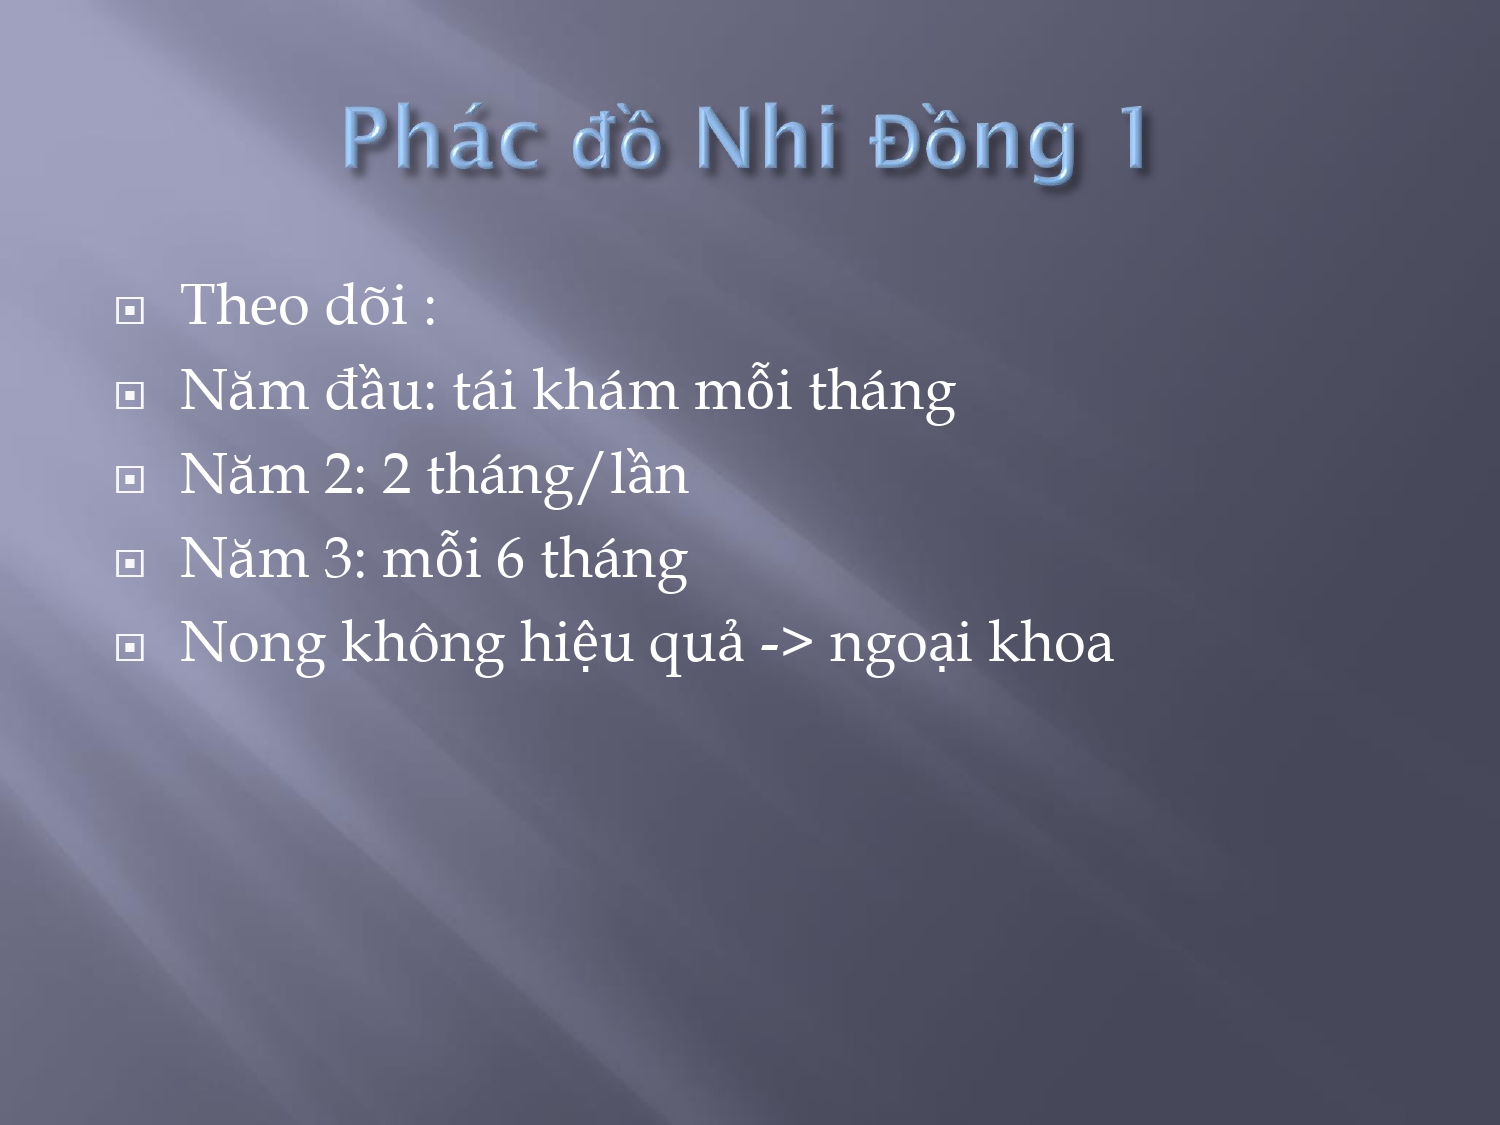 Phác đồ Nhi Đồng 1
Theo dõi :
Năm đầu: tái khám mỗi tháng
Năm 2: 2 tháng/lần
Năm 3: mỗi 6 tháng
Nong không hiệu quả -> ngoại khoa